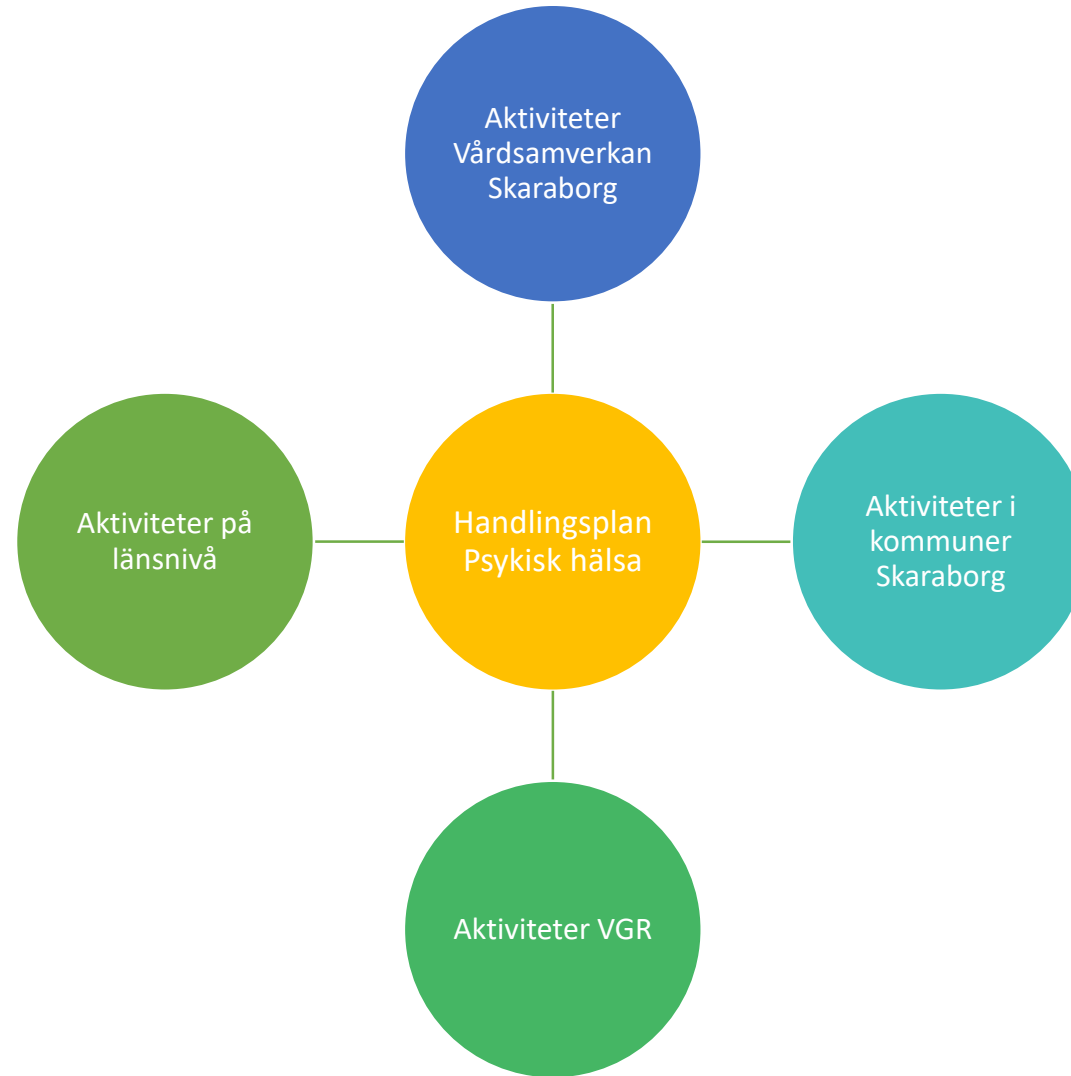 Aktiviteter
Vårdsamverkan
Skaraborg
Aktiviteter på
länsnivå
Handlingsplan
Psykisk hälsa
Aktiviteter i
kommuner
Skaraborg
Aktiviteter VGR